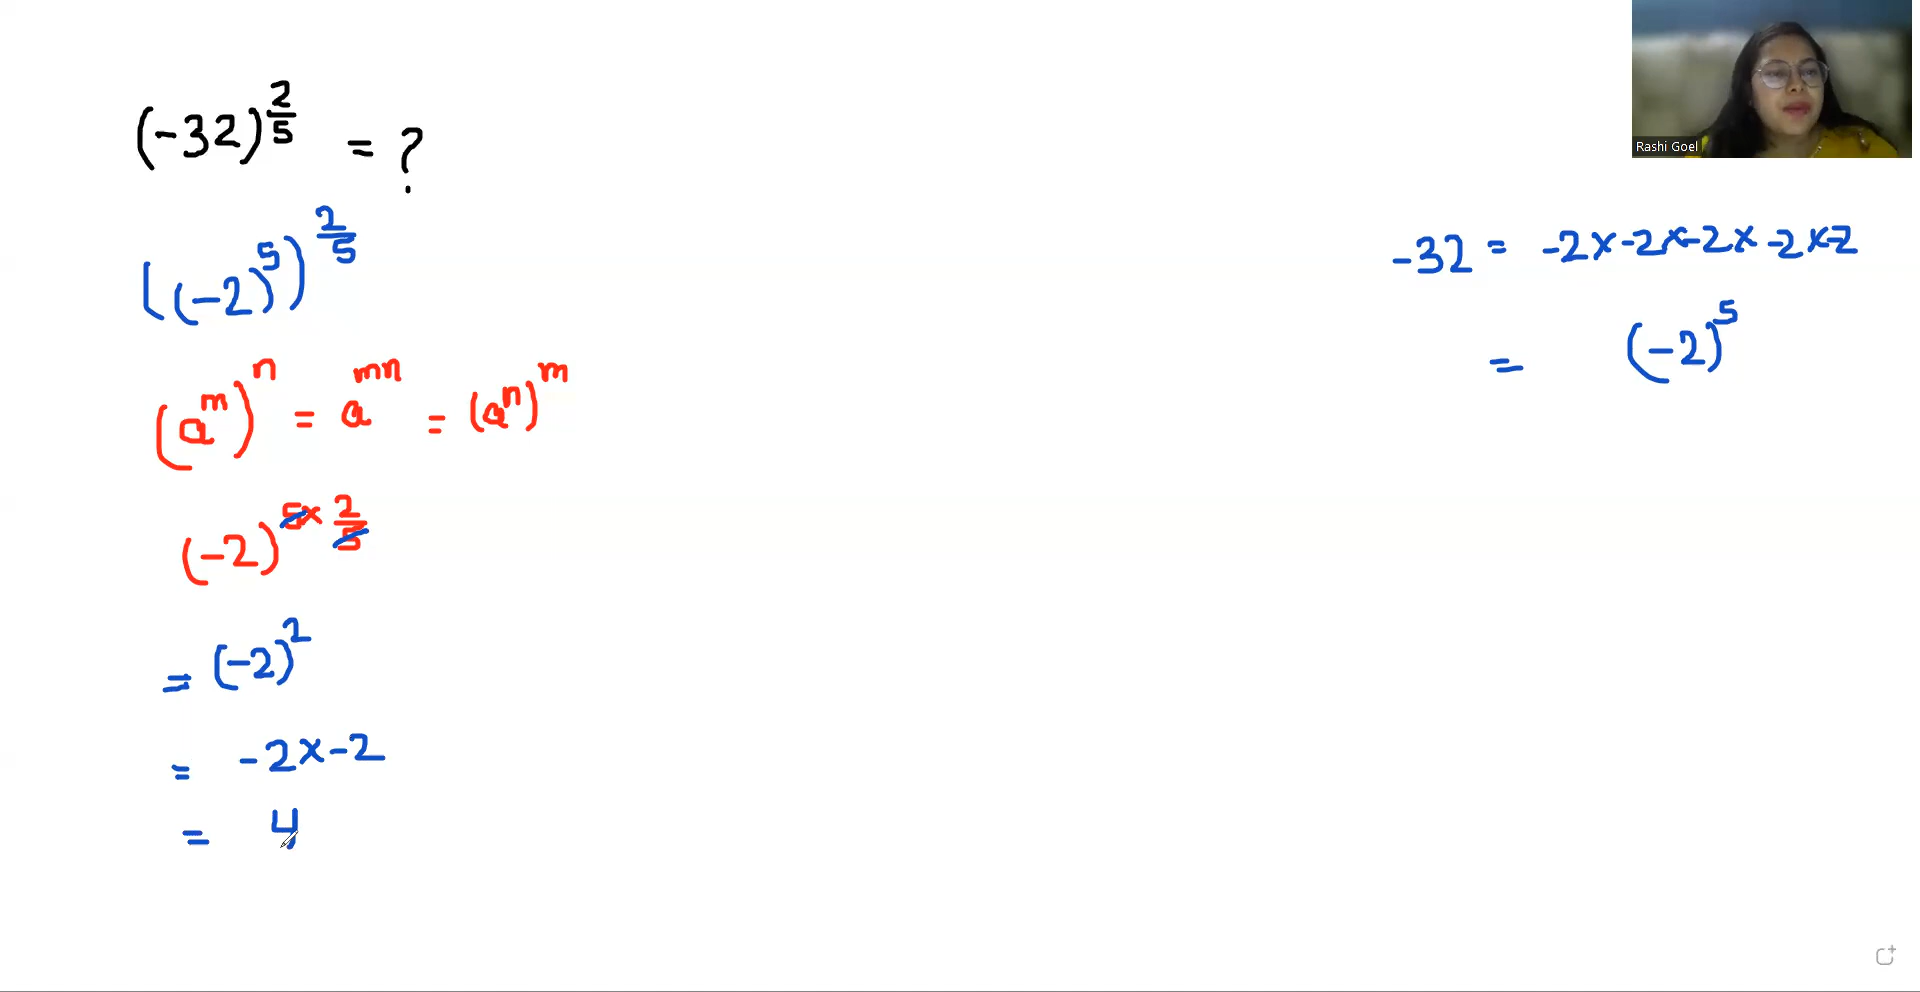 (-32)^{2/5} = ?
((-2)^5)^{2/5}
(a^m)^n = a^{mn} = (a^n)^m
(-2)^{5×2/5}
= (-2)^2
= -2×-2
= 4
Rashi Goel
-32 = -2×-2×-2×-2×-2
= (-2)^5